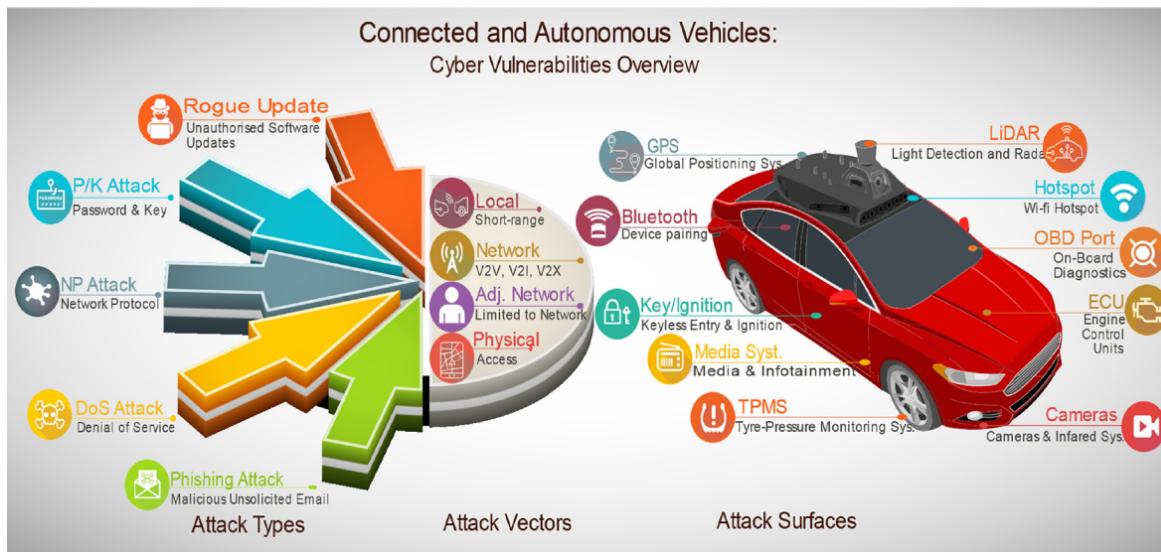 Connected and Autonomous Vehicles:
Cyber Vulnerabilities Overview
Rogue Update
Unauthorised Software
Updates
P/K Attack
Password & Key
NP Attack
Network Protocol
DoS Attack
Denial of Service
Phishing Attack
Malicious Unsolicited Email
Attack Types
Local
Short-range
Network
V2V, V2I, V2X
Adj. Network
Limited to Network
Physical
Access
Attack Vectors
GPS
Global Positioning Sys.
Bluetooth
Device pairing
Key/Ignition
Keyless Entry & Ignition
Media Syst.
Media & Infotainment
TPMS
Tyre-Pressure Monitoring Sys.
LiDAR
Light Detection and Radar
Hotspot
Wi-fi Hotspot
OBD Port
On-Board
Diagnostics
ECU
Engine
Control
Units
Cameras
Cameras & Infared Sys.
Attack Surfaces